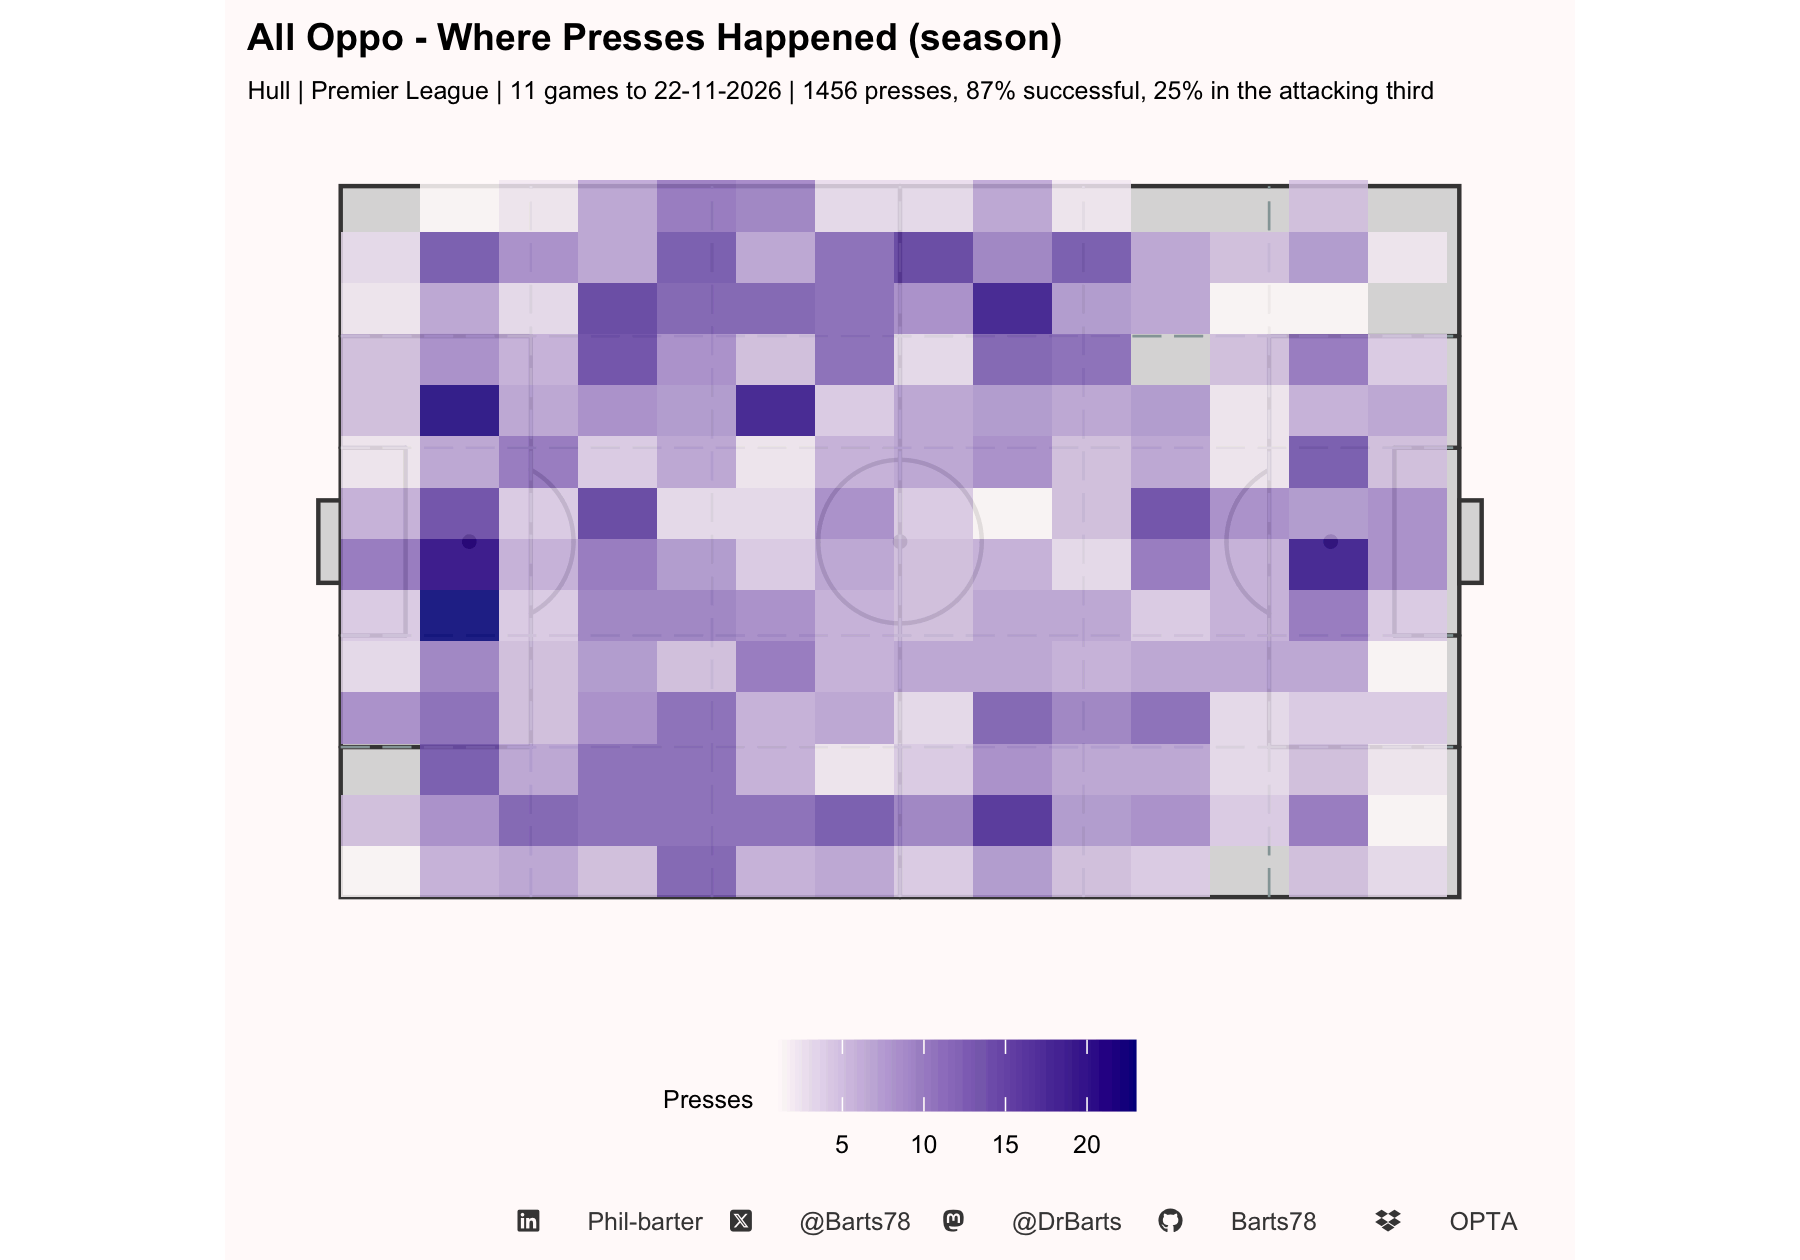 All Oppo - Where Presses Happened (season)
Hull | Premier League | 11 games to 22-11-2026 | 1456 presses, 87% successful, 25% in the attacking third
Presses
5 10 15 20
Phil-barter @Barts78 @DrBarts Barts78 OPTA